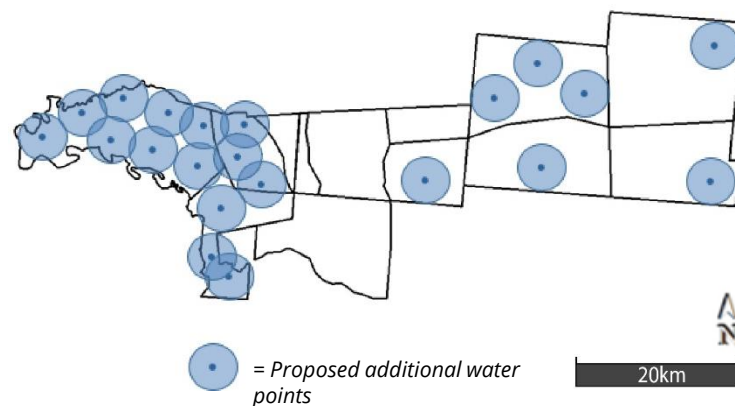 N
= Proposed additional water
points
20km